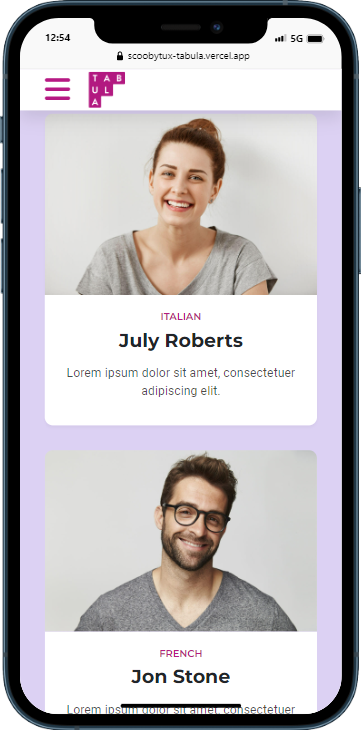 12:54
5G
scoobytux-tabula.vercel.app
TAB
UL
A
ITALIAN
July Roberts
Lorem ipsum dolor sit amet, consectetuer
adipiscing elit.
FRENCH
Jon Stone
Lorem ipsum dolor sit amet, consectetuer